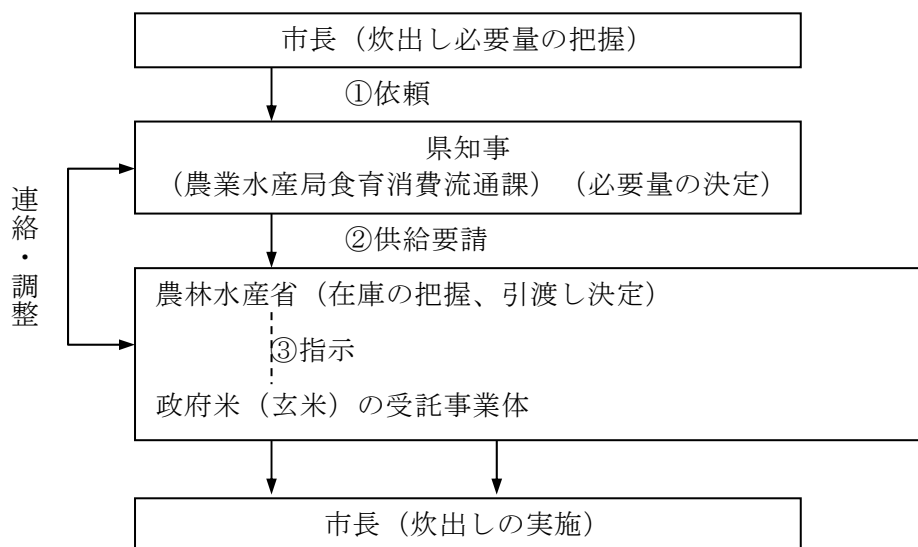 市長（炊出し必要量の把握）
①依頼
県知事
（農業水産局食育消費流通課）（必要量の決定）
連絡・調整
②供給要請
農林水産省（在庫の把握、引渡し決定）
③指示
政府米（玄米）の受託事業体
市長（炊出しの実施）